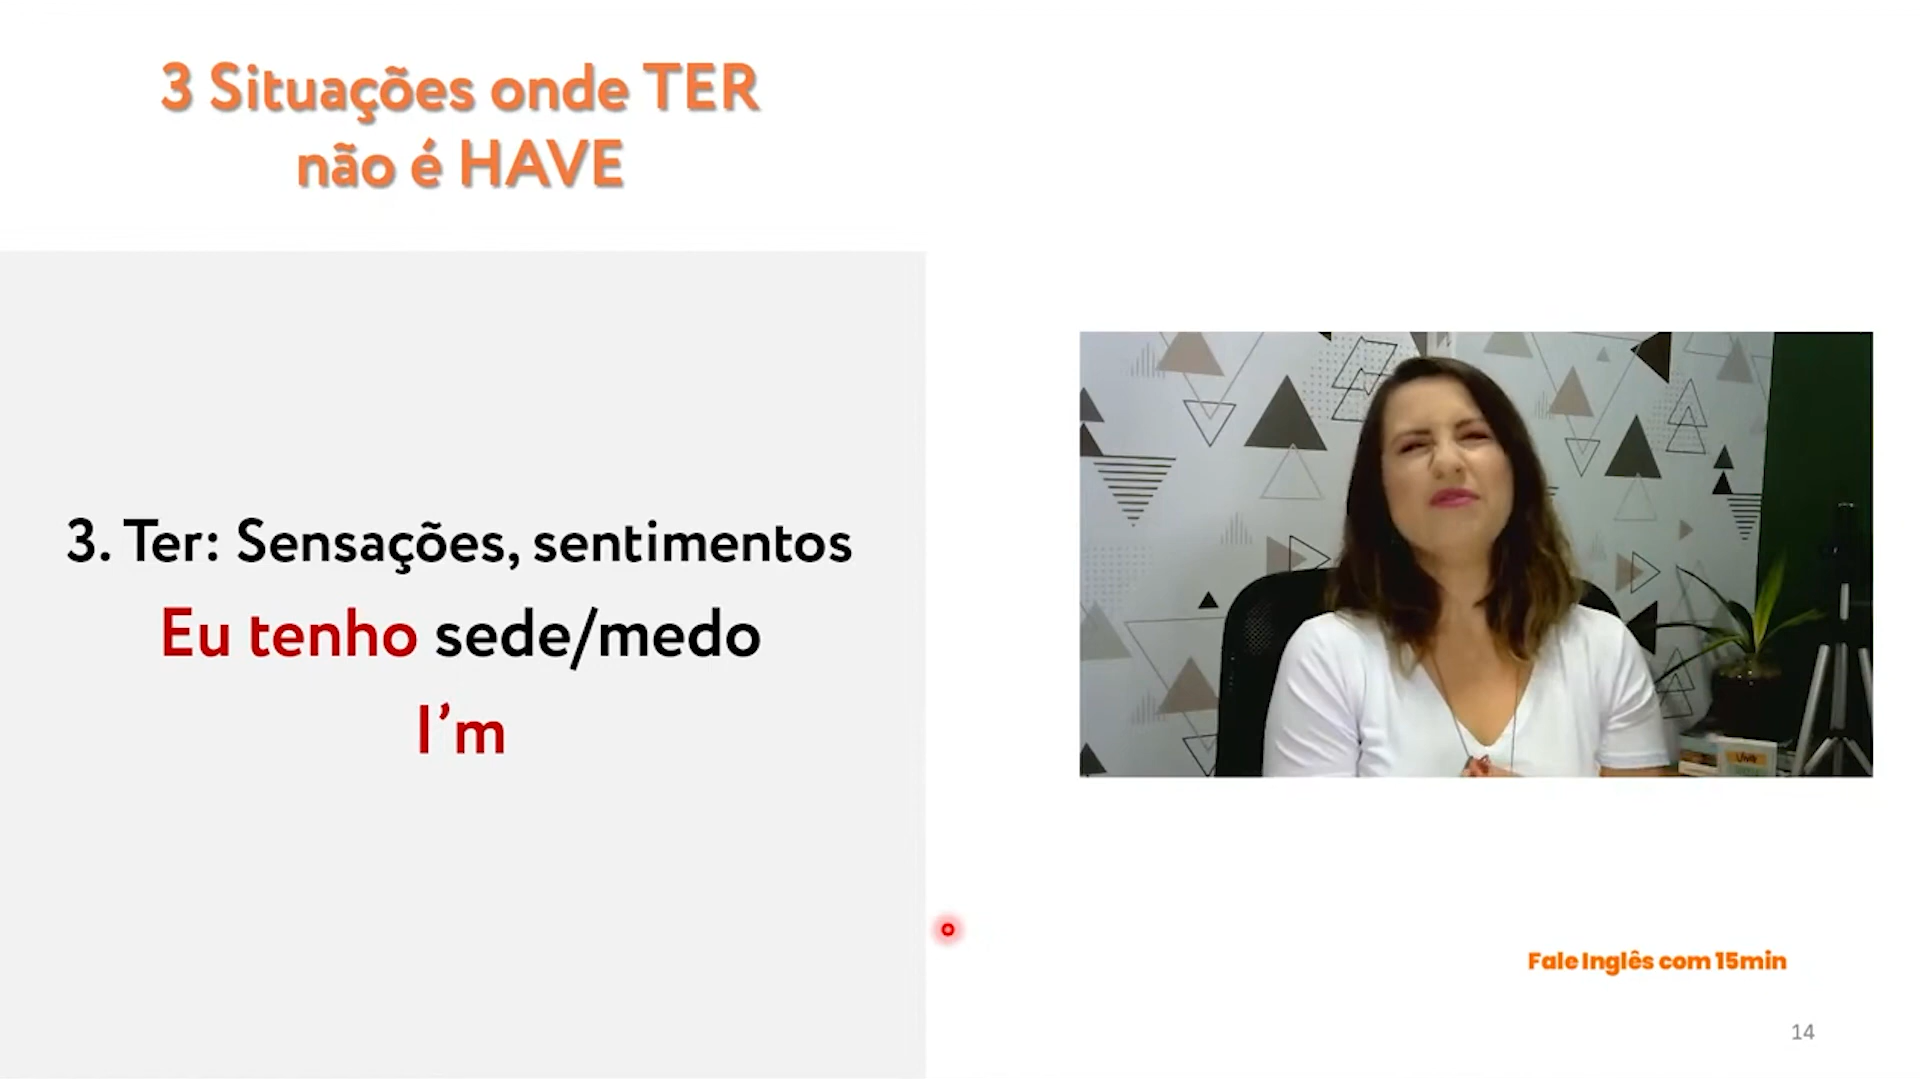 3 Situações onde TER
não é HAVE
3. Ter: Sensações, sentimentos
Eu tenho sede/medo
I’m
Viva
Fale Inglês com 15min
14